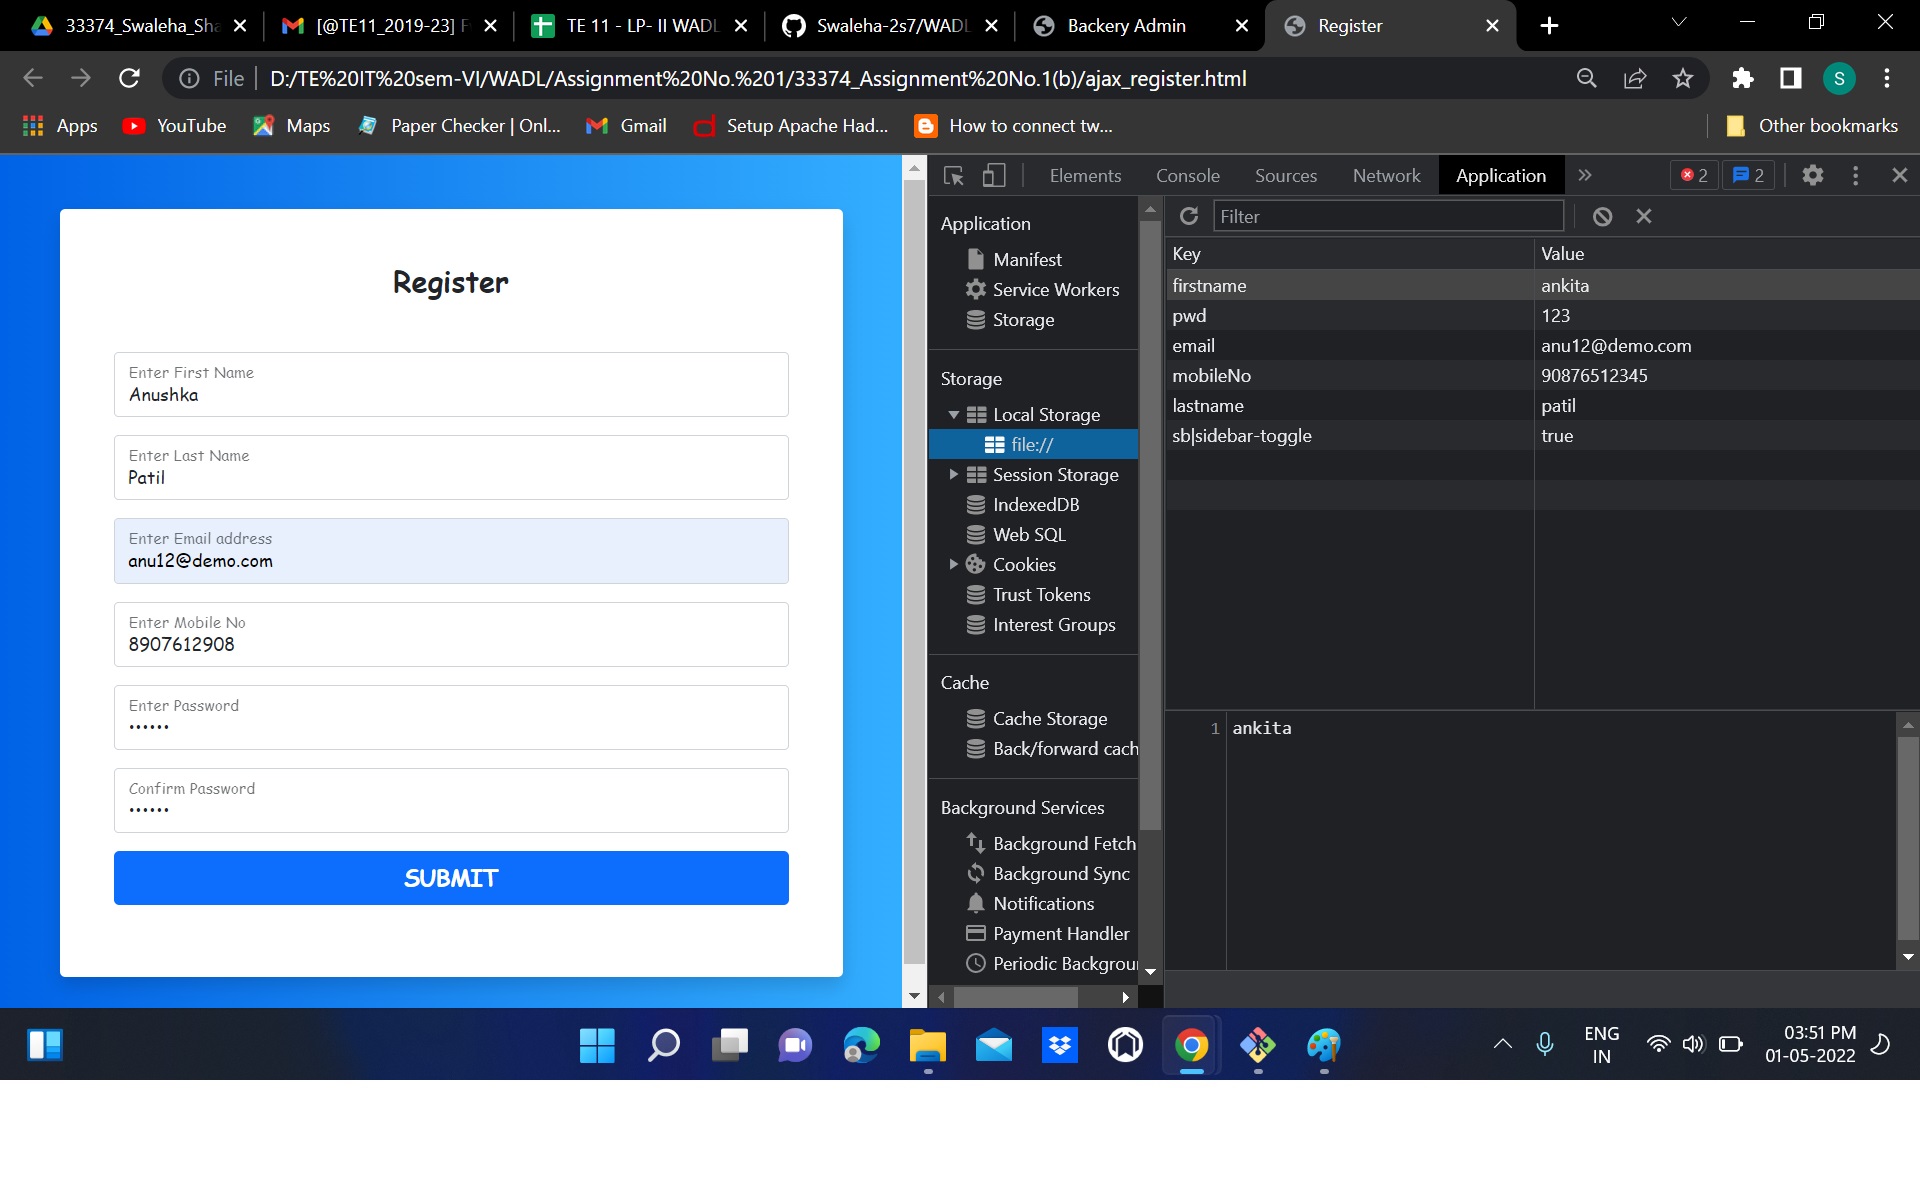 33374_Swaleha_Sha
[@TE11_2019-23] F
TE 11 - LP- II WADL
Swaleha-2s7/WADL
Backery Admin
Register
File
D:/TE%20IT%20sem-VI/WADL/Assignment%20No.%201/33374_Assignment%20No.1(b)/ajax_register.html
S
Apps
YouTube
Maps
Paper Checker | Onl...
Gmail
Setup Apache Had...
How to connect tw...
Other bookmarks
Register
Enter First Name
Anushka
Enter Last Name
Patil
Enter Email address
anu12@demo.com
Enter Mobile No
8907612908
Enter Password
••••••
Confirm Password
••••••
SUBMIT
Elements
Console
Sources
Network
Application
2
2
Application
Manifest
Service Workers
Storage
Storage
Local Storage
file://
Session Storage
IndexedDB
Web SQL
Cookies
Trust Tokens
Interest Groups
Cache
Cache Storage
Back/forward cach
Background Services
Background Fetch
Background Sync
Notifications
Payment Handler
Periodic Backgrou
Filter
Key Value
firstname ankita
pwd 123
email anu12@demo.com
mobileNo 90876512345
lastname patil
sb|sidebar-toggle true
1 ankita
ENG
IN
03:51 PM
01-05-2022